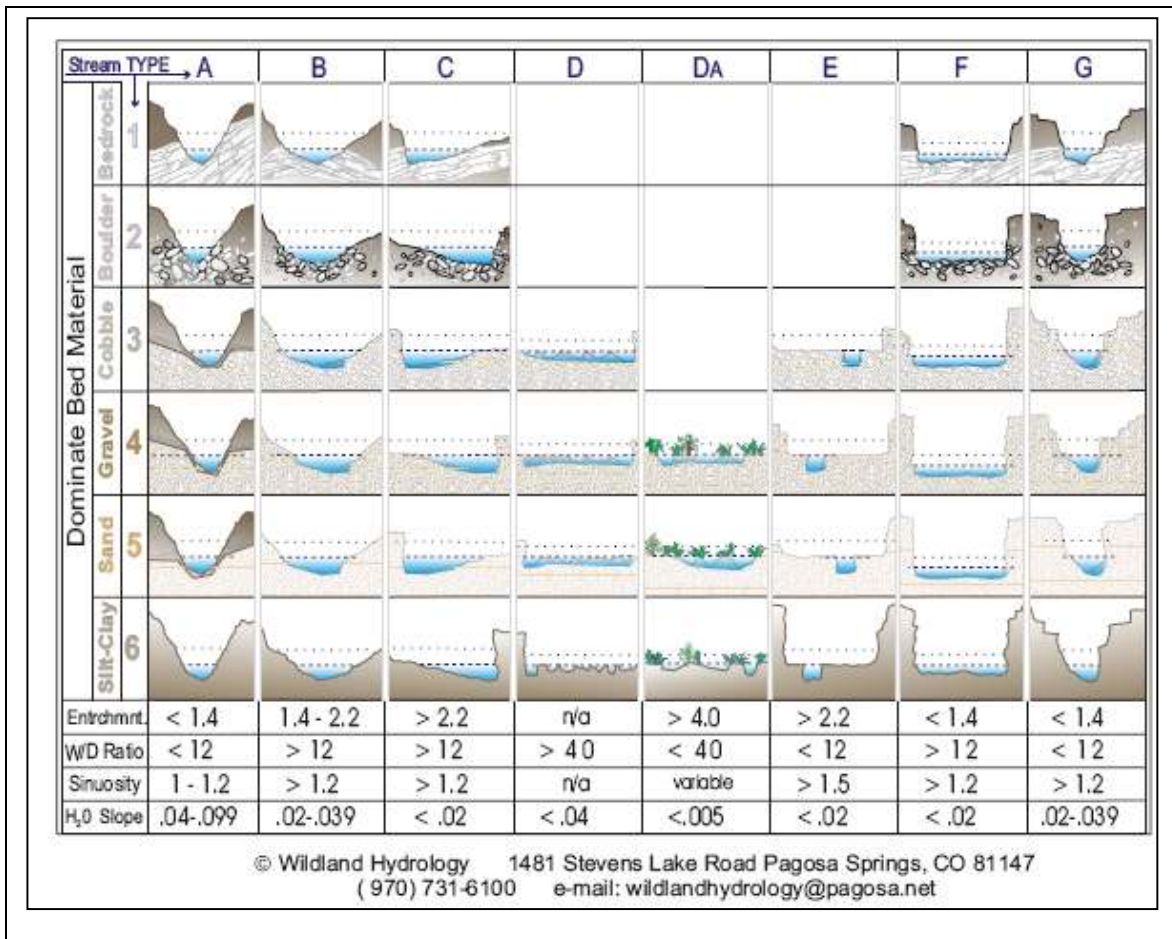 Stream TYPE → A B C D DA E F G
Dominate Bed Material
Bedrock 1
Boulder 2
Cobble 3
Gravel 4
Sand 5
Slilt-Clay 6
Entrchmnt. < 1.4 1.4 - 2.2 > 2.2 n/a > 4.0 > 2.2 < 1.4 < 1.4
W/D Ratio < 12 > 12 > 12 > 40 < 40 < 12 > 12 < 12
Sinuosity 1 - 1.2 > 1.2 > 1.2 n/a variable > 1.5 > 1.2 > 1.2
H₂0 Slope .04-.099 .02-.039 < .02 < .04 <.005 < .02 < .02 .02-.039
© Wildland Hydrology 1481 Stevens Lake Road Pagosa Springs, CO 81147
( 970) 731-6100 e-mail: wildlandhydrology@pagosa.net